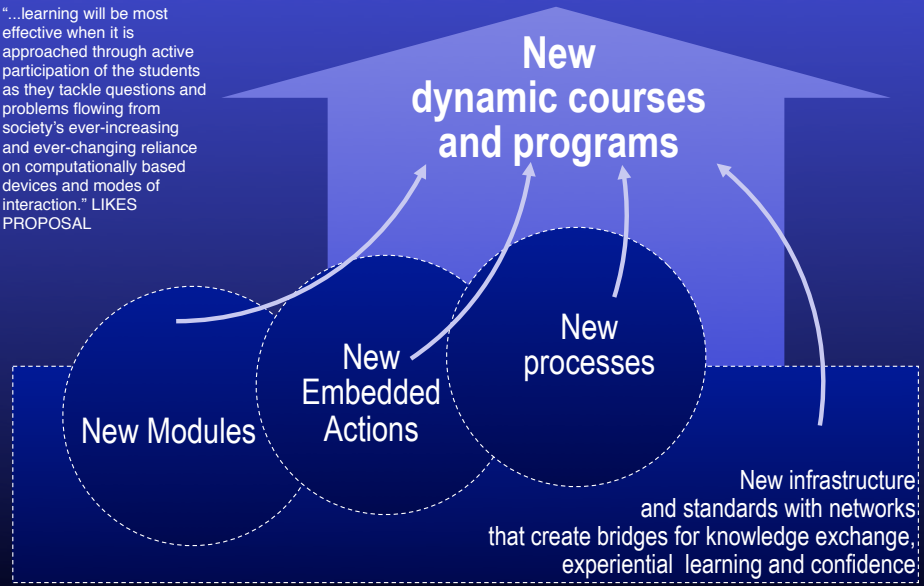 “...learning will be most
effective when it is
approached through active
participation of the students
as they tackle questions and
problems flowing from
society’s ever-increasing
and ever-changing reliance
on computationally based
devices and modes of
interaction.” LIKES
PROPOSAL
New
dynamic courses
and programs
New Modules
New
Embedded
Actions
New
processes
New infrastructure
and standards with networks
that create bridges for knowledge exchange,
experiential learning and confidence